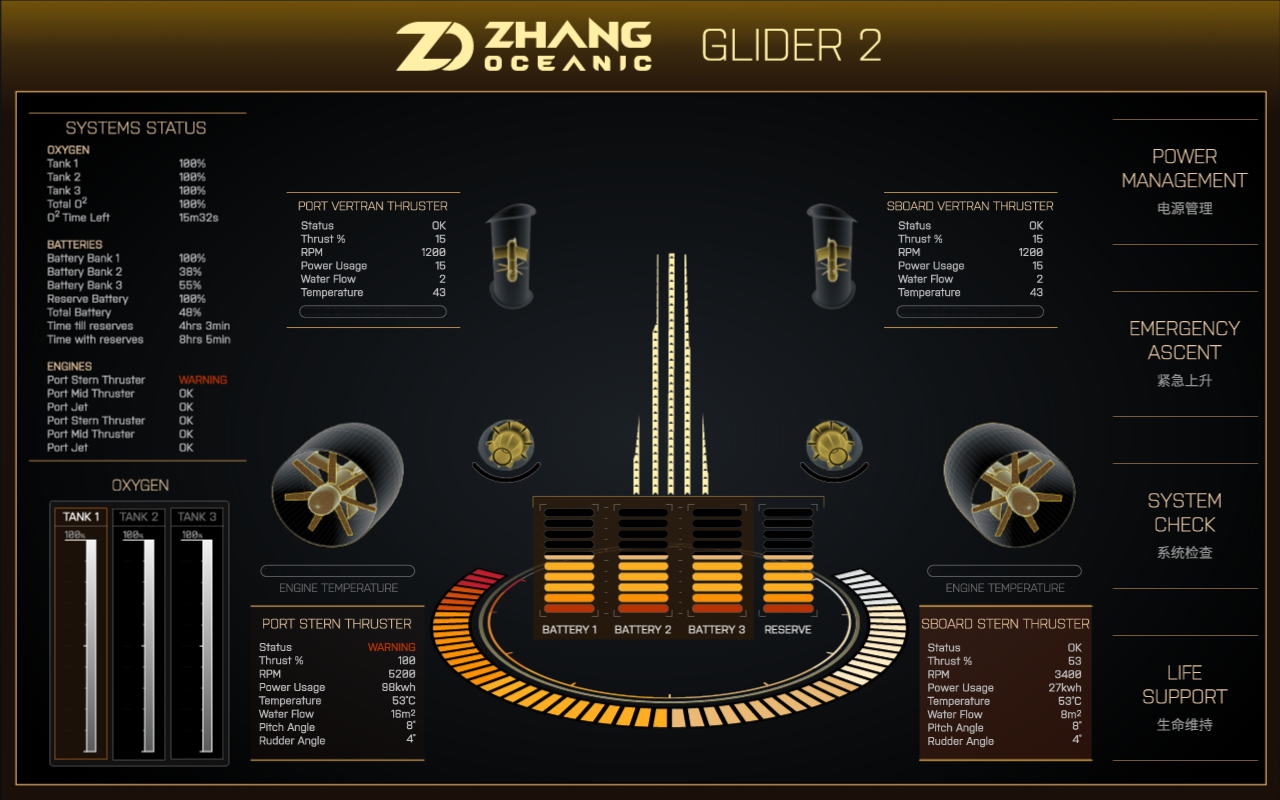 ZHANG
OCEANIC
GLIDER 2
SYSTEMS STATUS
OXYGEN
Tank 1 100%
Tank 2 100%
Tank 3 100%
Total O² 100%
O² Time Left 15m32s
BATTERIES
Battery Bank 1 100%
Battery Bank 2 38%
Battery Bank 3 55%
Reserve Battery 100%
Total Battery 48%
Time till reserves 4hrs 3min
Time with reserves 8hrs 5min
ENGINES
Port Stern Thruster WARNING
Port Mid Thruster OK
Port Jet OK
Port Stern Thruster OK
Port Mid Thruster OK
Port Jet OK
OXYGEN
TANK 1 TANK 2 TANK 3
100% 100% 100%
PORT VERTRAN THRUSTER
Status OK
Thrust % 15
RPM 1200
Power Usage 15
Water Flow 2
Temperature 43
SBOARD VERTRAN THRUSTER
Status OK
Thrust % 15
RPM 1200
Power Usage 15
Water Flow 2
Temperature 43
ENGINE TEMPERATURE
PORT STERN THRUSTER
Status WARNING
Thrust % 100
RPM 5200
Power Usage 98kwh
Temperature 53°C
Water Flow 16m²
Pitch Angle 8°
Rudder Angle 4°
BATTERY 1 BATTERY 2 BATTERY 3 RESERVE
ENGINE TEMPERATURE
SBOARD STERN THRUSTER
Status OK
Thrust % 53
RPM 3400
Power Usage 27kwh
Temperature 53°C
Water Flow 8m²
Pitch Angle 8°
Rudder Angle 4°
POWER
MANAGEMENT
电源管理
EMERGENCY
ASCENT
紧急上升
SYSTEM
CHECK
系统检查
LIFE
SUPPORT
生命维持